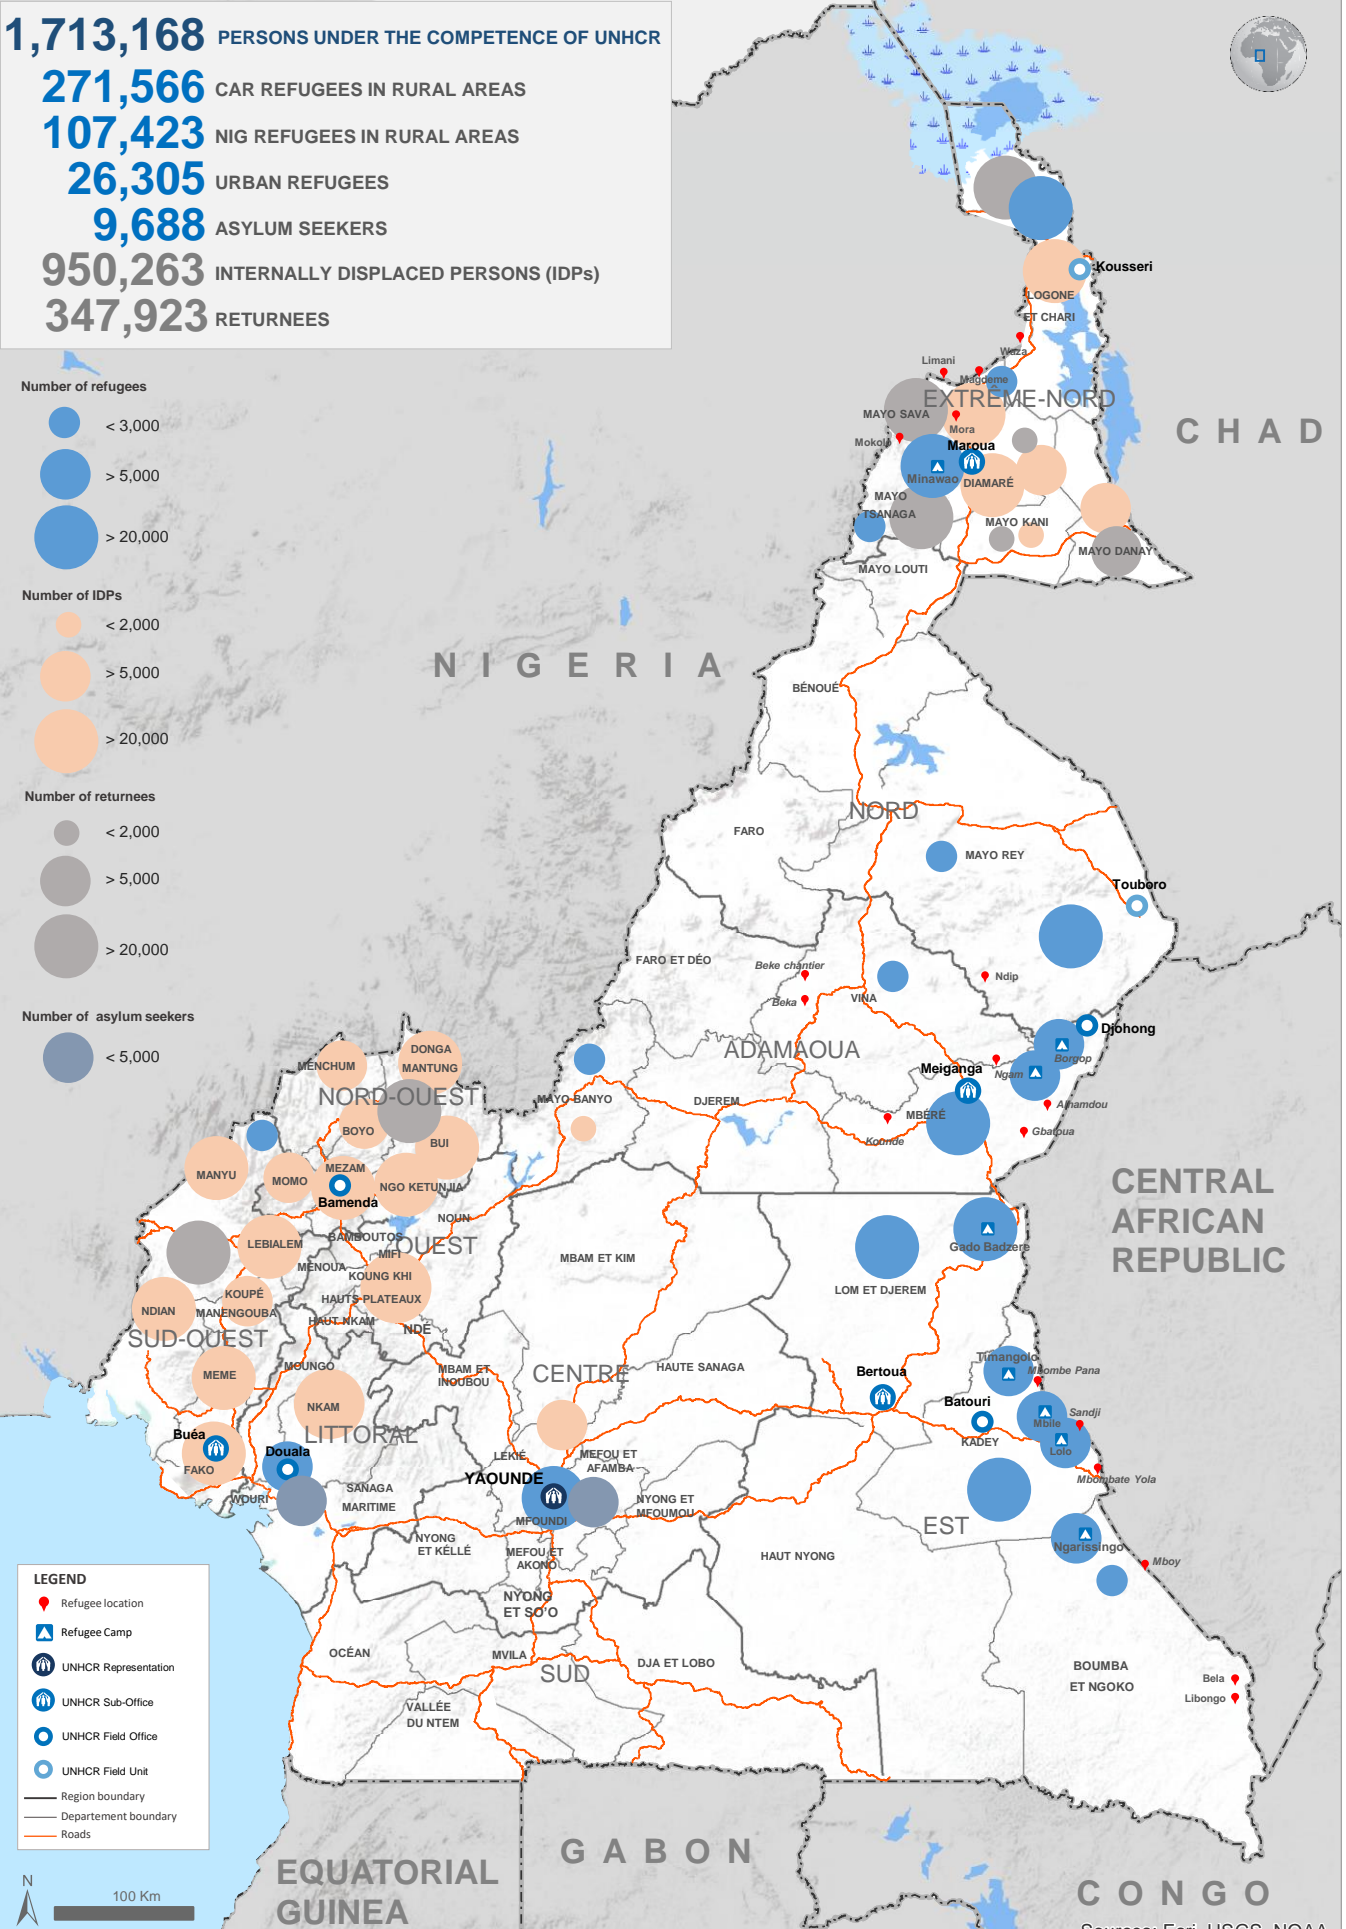 1,713,168 PERSONS UNDER THE COMPETENCE OF UNHCR
271,566 CAR REFUGEES IN RURAL AREAS
107,423 NIG REFUGEES IN RURAL AREAS
26,305 URBAN REFUGEES
9,688 ASYLUM SEEKERS
950,263 INTERNALLY DISPLACED PERSONS (IDPs)
347,923 RETURNEES
Number of refugees
< 3,000
> 5,000
> 20,000
Number of IDPs
< 2,000
> 5,000
> 20,000
Number of returnees
< 2,000
> 5,000
> 20,000
Number of asylum seekers
< 5,000
Kousseri
LOGONE
ET CHARI
Waza
Limani
Magdeme
EXTRÊME-NORD
MAYO SAVA
Mora
Mokolo
Maroua
Minawao
DIAMARÉ
MAYO
TSANAGA
MAYO KANI
MAYO DANAY
MAYO LOUTI
CHAD
NIGERIA
BÉNOUÉ
NORD
FARO
MAYO REY
Touboro
FARO ET DÉO
Beke chantier
Beka
VINA
Ndip
Djohong
Borgop
ADAMAOUA
Meiganga
Ngam
Alhamdou
MAYO BANYO
DJEREM
MBÉRÉ
Kounde
Gbatoua
DONGA
MANTUNG
MENCHUM
NORD-OUEST
BOYO
BUI
MANYU
MOMO
MEZAM
NGO KETUNJIA
Bamenda
NOUN
BAMBOUTOS
LEBIALEM
OUEST
MIFI
MENOUA
KOUNG KHI
KOUPÉ
MANENGOUBA
HAUTS-PLATEAUX
NDIAN
HAUT NKAM
NDÉ
SUD-OUEST
MOUNGO
MEME
NKAM
LITTORAL
Buéa
FAKO
Douala
WOURI
SANAGA
MARITIME
MBAM ET KIM
MBAM ET
INOUBOU
CENTRE
HAUTE SANAGA
LEKIÉ
MEFOU ET
AFAMBA
YAOUNDE
MFOUNDI
NYONG ET
MFOUMOU
NYONG
ET KÉLLÉ
MEFOU ET
AKONO
NYONG
ET SO'O
CENTRAL
AFRICAN
REPUBLIC
Gado Badzere
LOM ET DJEREM
Timangolo
Mbombe Pana
Bertoua
Batouri
Mbile
Sandji
KADEY
Lolo
Mbombate Yola
EST
Ngarissingo
HAUT NYONG
Mboy
OCÉAN
MVILA
SUD
DJA ET LOBO
VALLÉE
DU NTEM
BOUMBA
ET NGOKO
Bela
Libongo
LEGEND
Refugee location
Refugee Camp
UNHCR Representation
UNHCR Sub-Office
UNHCR Field Office
UNHCR Field Unit
Region boundary
Departement boundary
Roads
N
100 Km
EQUATORIAL
GUINEA
GABON
CONGO
Sources: Esri, USGS, NOAA